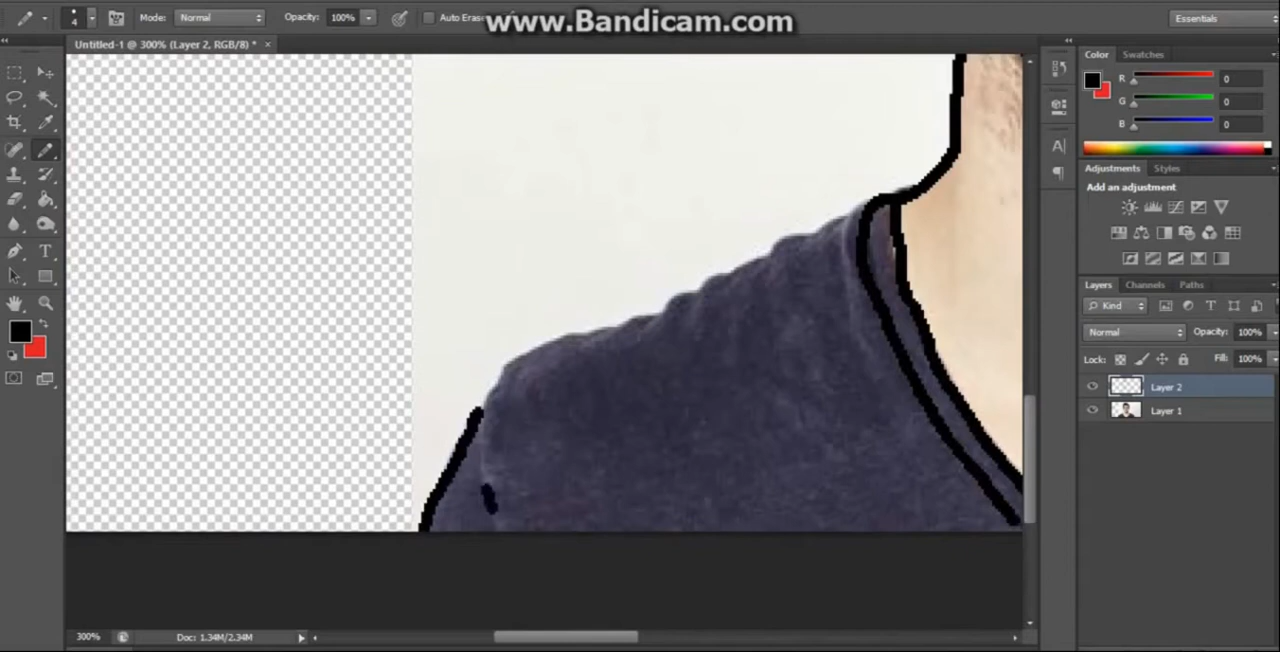 4 Mode: Normal Opacity: 100% Auto Erase www.Bandicam.com Essentials
Untitled-1 @ 300% (Layer 2, RGB/8) * ×
Color Swatches
R 0
G 0
B 0
Adjustments Styles
Add an adjustment
Layers Channels Paths
Kind
Normal Opacity: 100%
Lock: Fill: 100%
Layer 2
Layer 1
300% Doc: 1.34M/2.34M